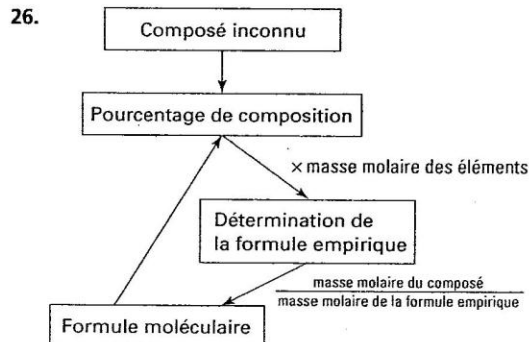 26.
Composé inconnu
Pourcentage de composition
× masse molaire des éléments
Détermination de
la formule empirique
masse molaire du composé
masse molaire de la formule empirique
Formule moléculaire